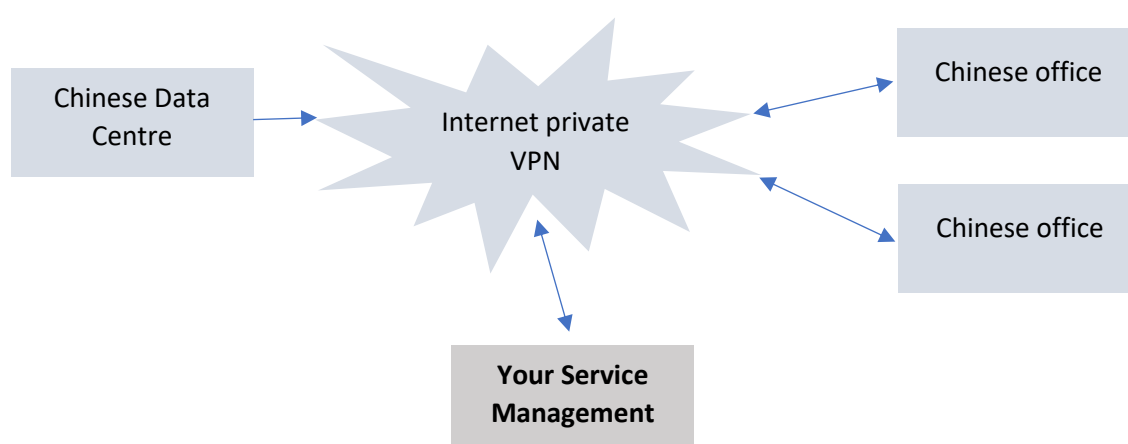 Chinese Data
Centre
Internet private
VPN
Chinese office
Chinese office
Your Service
Management